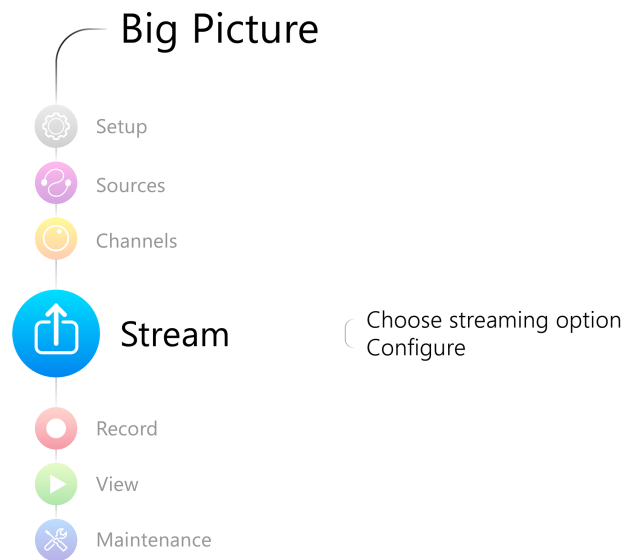 Big Picture
Setup
Sources
Channels
Stream
Choose streaming option
Configure
Record
View
Maintenance